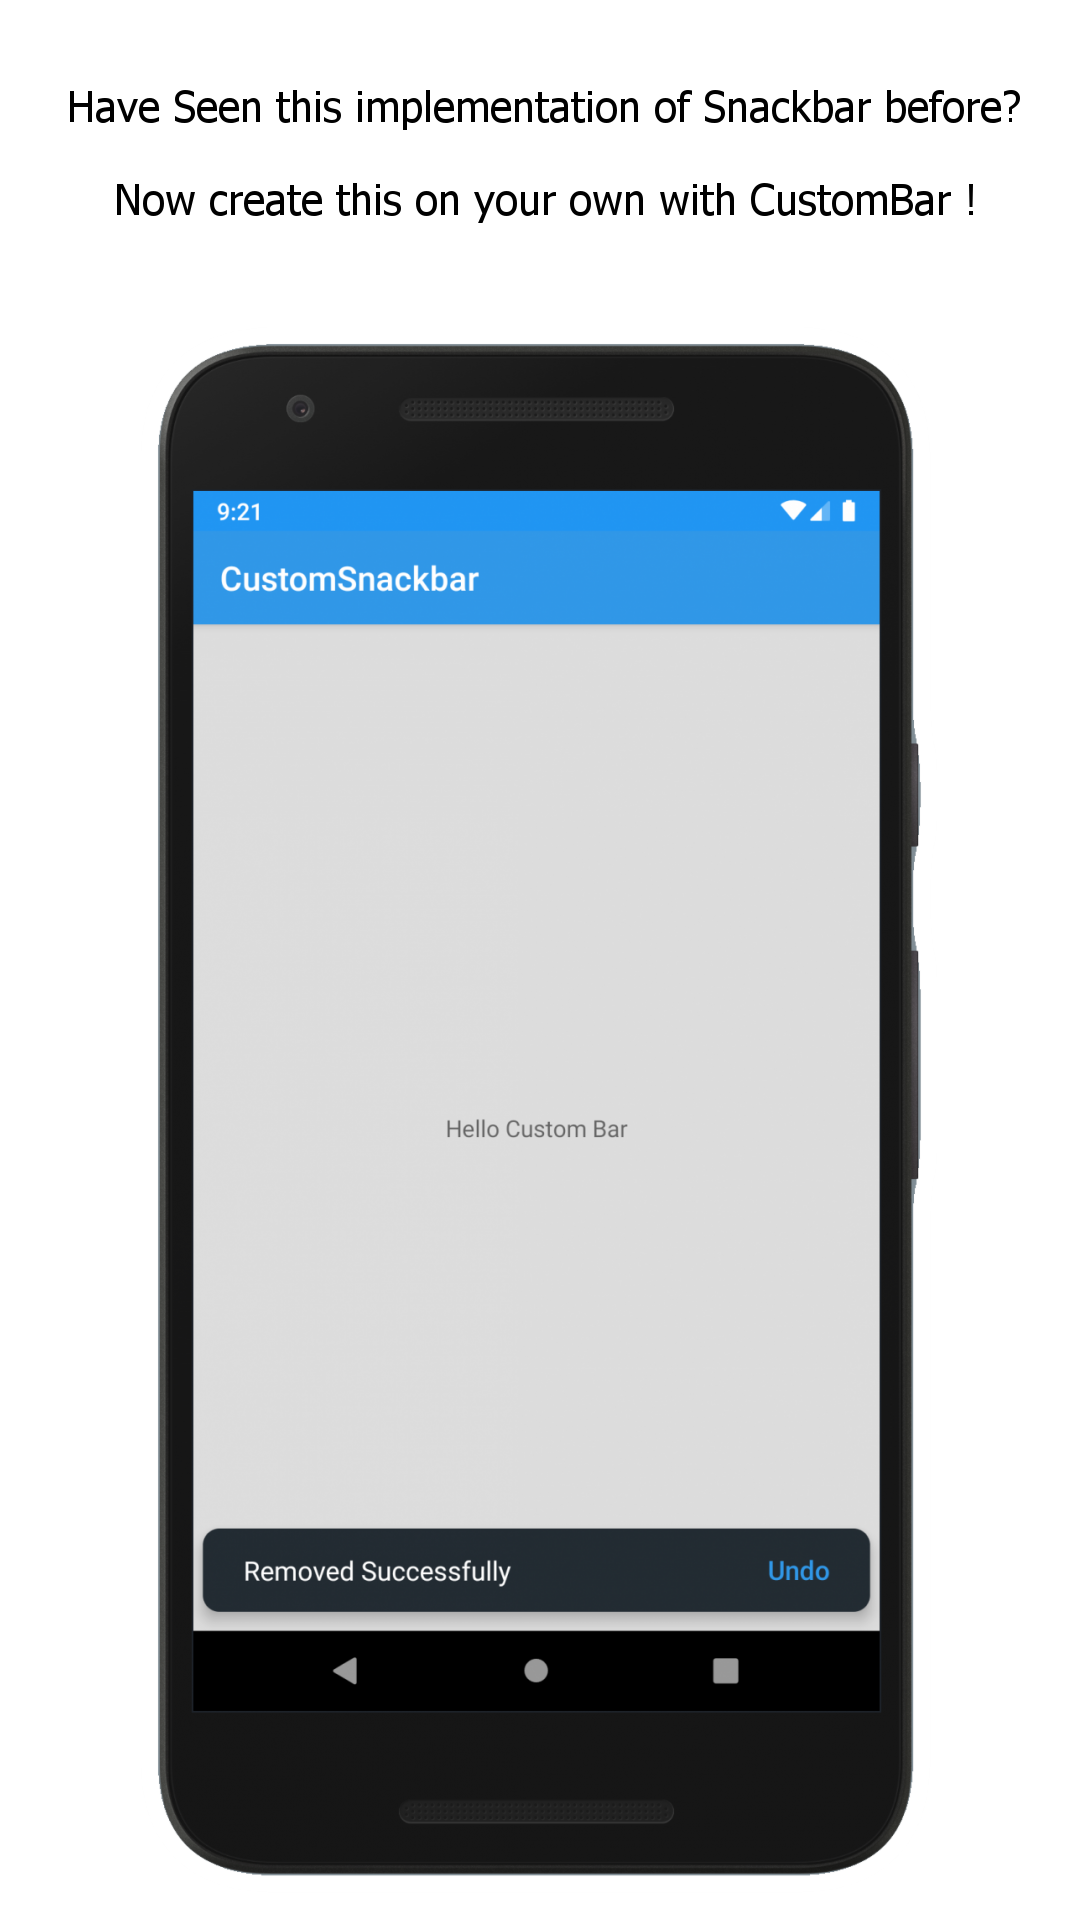 Have Seen this implementation of Snackbar before?
Now create this on your own with CustomBar !
9:21
CustomSnackbar
Hello Custom Bar
Removed Successfully Undo